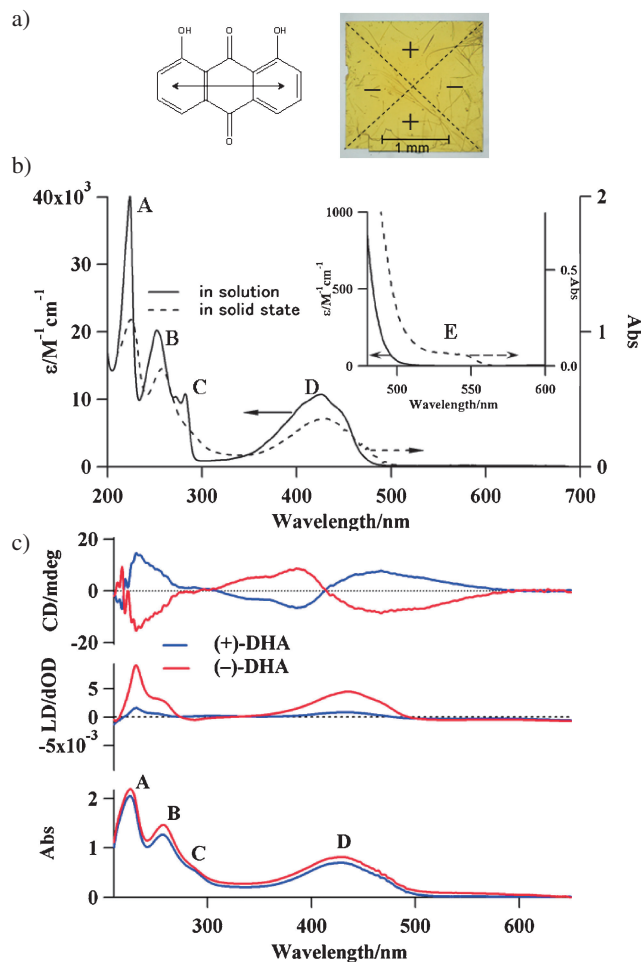 a)
OH O OH
O
+
− −
+
1 mm
b)
40x10³
30
20
10
0
ε/M⁻¹cm⁻¹
A
B
C
D
in solution
in solid state
2
1
0
Abs
1000
500
0
ε/M⁻¹cm⁻¹
E
0.5
0.0
Abs
500 550 600
Wavelength/nm
200 300 400 500 600 700
Wavelength/nm
c)
20
0
-20
CD/mdeg
(+)-DHA
(−)-DHA
5
0
-5x10⁻³
LD/dOD
A
B
C
D
2
1
0
Abs
300 400 500 600
Wavelength/nm